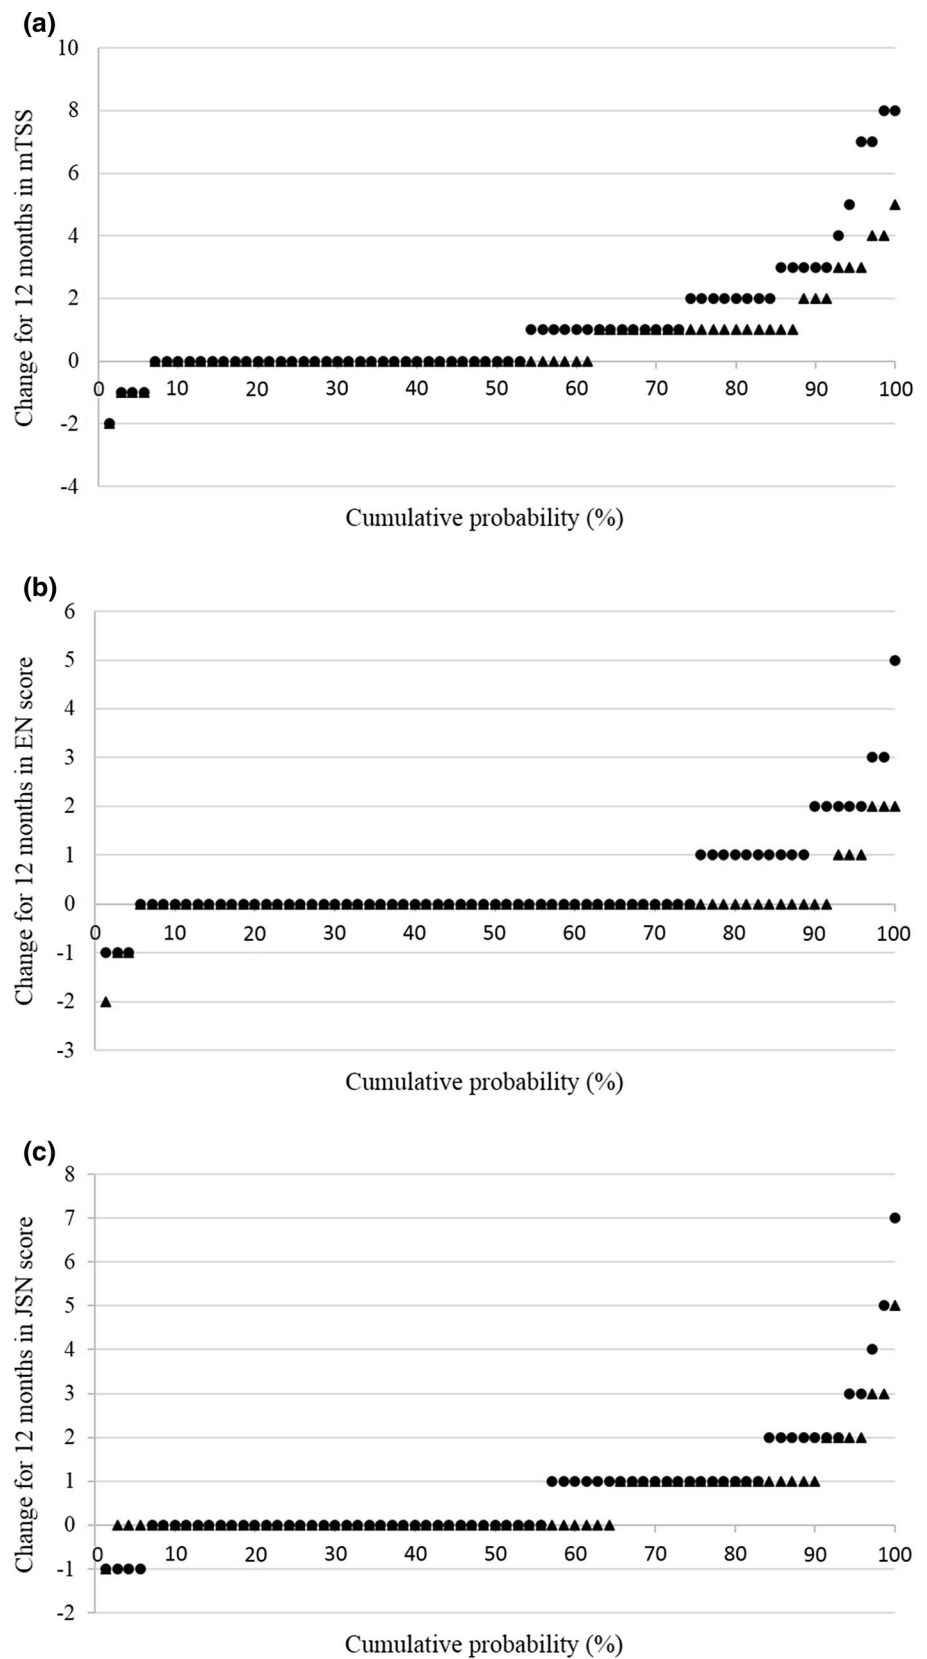 (a)
10
8
6
4
2
0
-2
-4
Change for 12 months in mTSS
0 10 20 30 40 50 60 70 80 90 100
Cumulative probability (%)
(b)
6
5
4
3
2
1
0
-1
-2
-3
Change for 12 months in EN score
0 10 20 30 40 50 60 70 80 90 100
Cumulative probability (%)
(c)
8
7
6
5
4
3
2
1
0
-1
-2
Change for 12 months in JSN score
0 10 20 30 40 50 60 70 80 90 100
Cumulative probability (%)